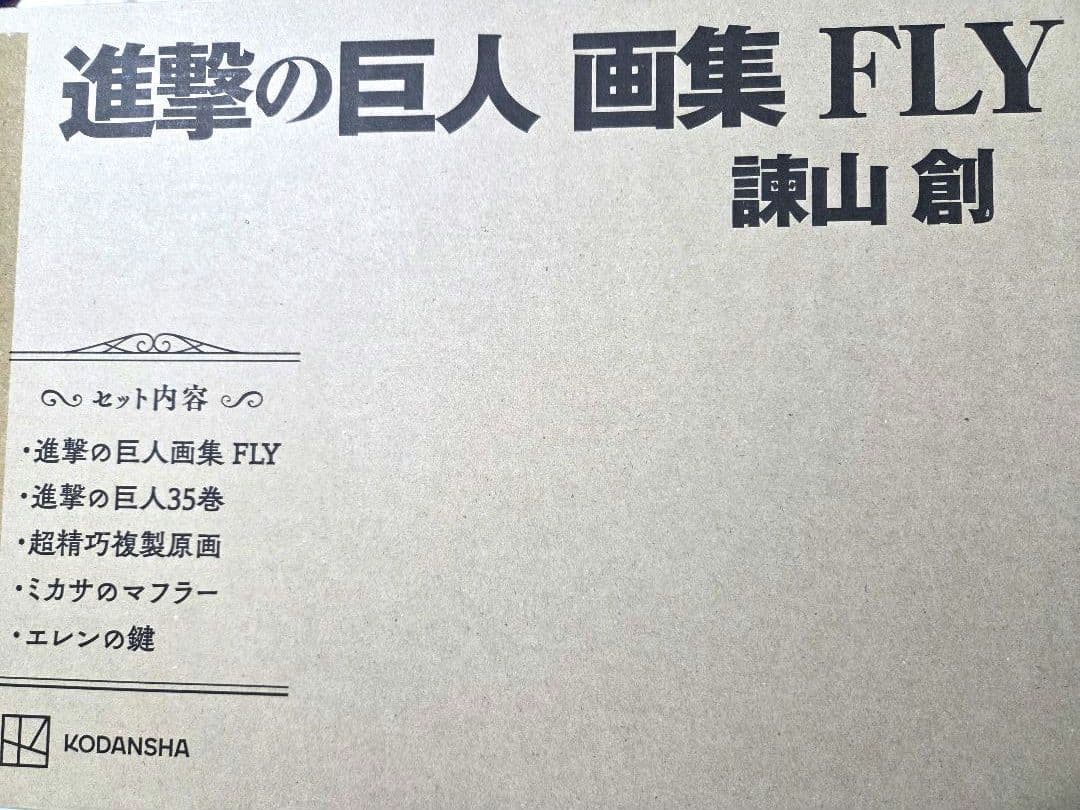 進撃の巨人 画集 FLY
諫山 創
セット内容
・進撃の巨人画集 FLY
・進撃の巨人35巻
・超精巧複製原画
・ミカサのマフラー
・エレンの鍵
KODANSHA